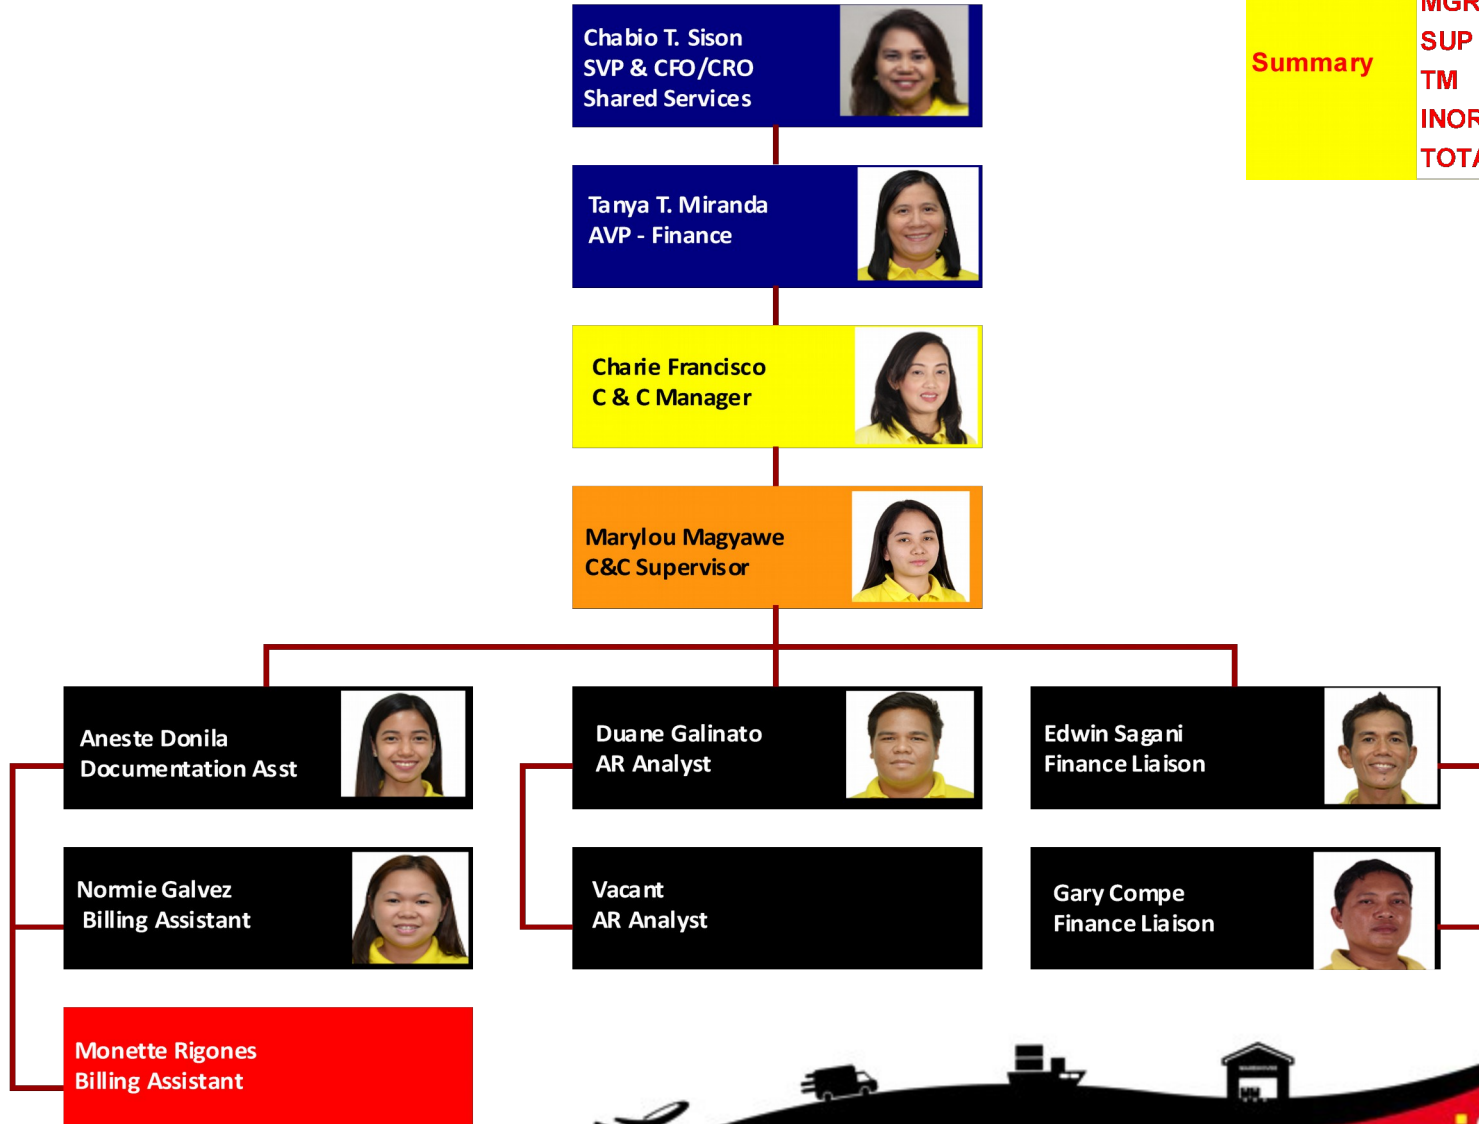 Chabio T. Sison
SVP & CFO/CRO
Shared Services
Summary
SUP
TM
Tanya T. Miranda
AVP - Finance
Charie Francisco
C & C Manager
Marylou Magyawe
C&C Supervisor
Aneste Donila
Documentation Asst
Duane Galinato
AR Analyst
Edwin Sagani
Finance Liaison
Normie Galvez
Billing Assistant
Vacant
AR Analyst
Gary Compe
Finance Liaison
Monette Rigones
Billing Assistant